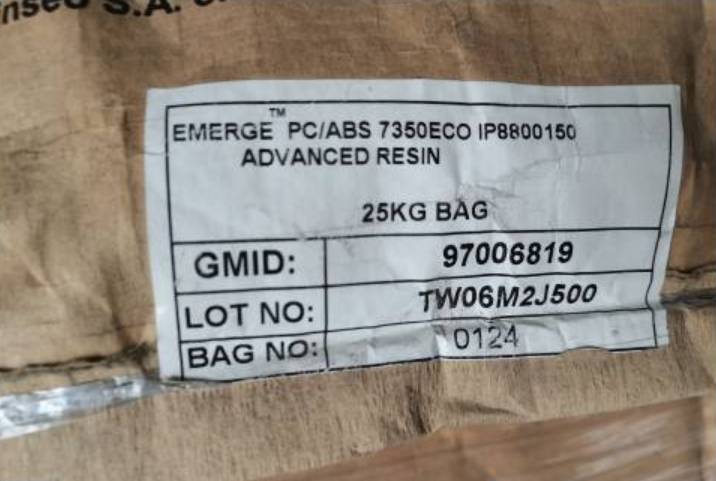 S.A.
EMERGE™ PC/ABS 7350ECO IP8800150
ADVANCED RESIN
25KG BAG
GMID: 97006819
LOT NO: TW06M2J500
BAG NO: 0124